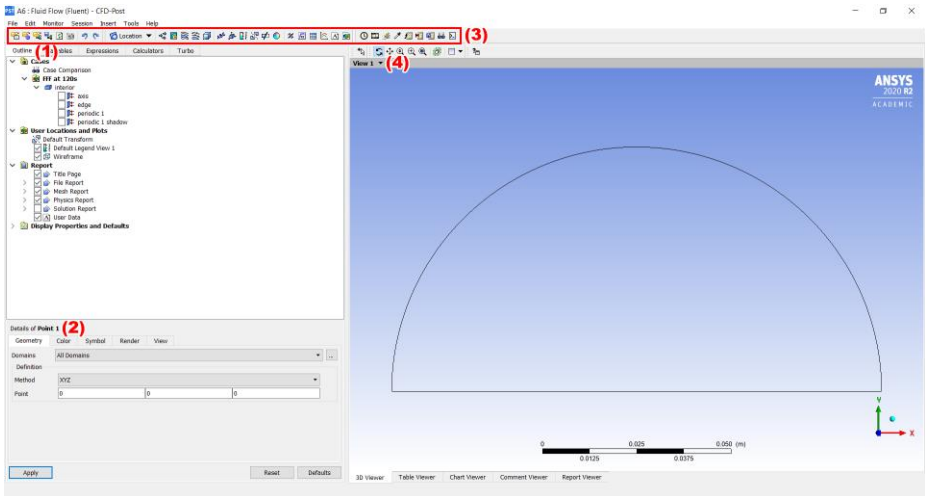 A6 : Fluid Flow (Fluent) - CFD-Post
File Edit Monitor Session Insert Tools Help
Location (3)
Outline (1) Expressions Calculators Turbo
(4)
View 1
Cases
Case Comparison
FFF at 120s
interior
axis
edge
periodic 1
periodic 1 shadow
User Locations and Plots
Default Transform
Default Legend View 1
Wireframe
Report
Title Page
File Report
Mesh Report
Physics Report
Solution Report
User Data
Display Properties and Defaults
ANSYS
2020 R2
ACADEMIC
Details of Point 1 (2)
Geometry Color Symbol Render View
Domains All Domains ...
Definition
Method XYZ
Point 0 0 0
Apply Reset Defaults
Y
X
0 0.025 0.050 (m)
0.0125 0.0375
3D Viewer Table Viewer Chart Viewer Comment Viewer Report Viewer